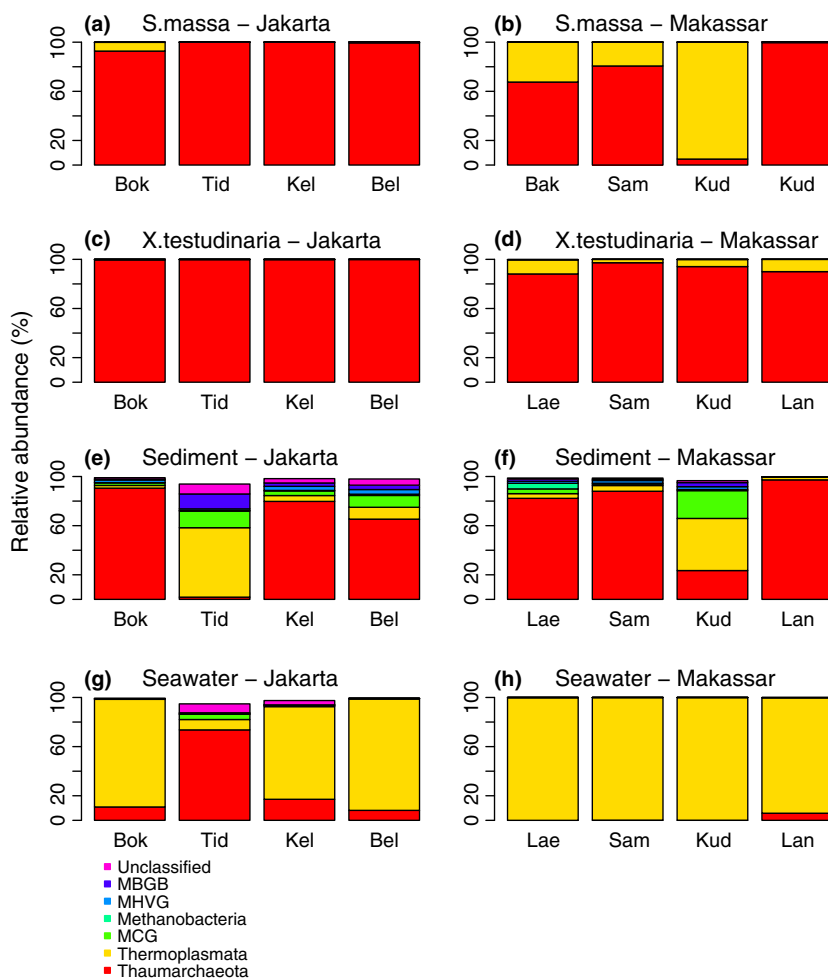 (a) S.massa – Jakarta
100
60
20
0
Bok Tid Kel Bel
(b) S.massa – Makassar
100
60
20
0
Bak Sam Kud Kud
(c) X.testudinaria – Jakarta
100
60
20
0
Bok Tid Kel Bel
(d) X.testudinaria – Makassar
100
60
20
0
Lae Sam Kud Lan
Relative abundance (%)
(e) Sediment – Jakarta
100
60
20
0
Bok Tid Kel Bel
(f) Sediment – Makassar
100
60
20
0
Lae Sam Kud Lan
(g) Seawater – Jakarta
100
60
20
0
Bok Tid Kel Bel
(h) Seawater – Makassar
100
60
20
0
Lae Sam Kud Lan
Unclassified
MBGB
MHVG
Methanobacteria
MCG
Thermoplasmata
Thaumarchaeota